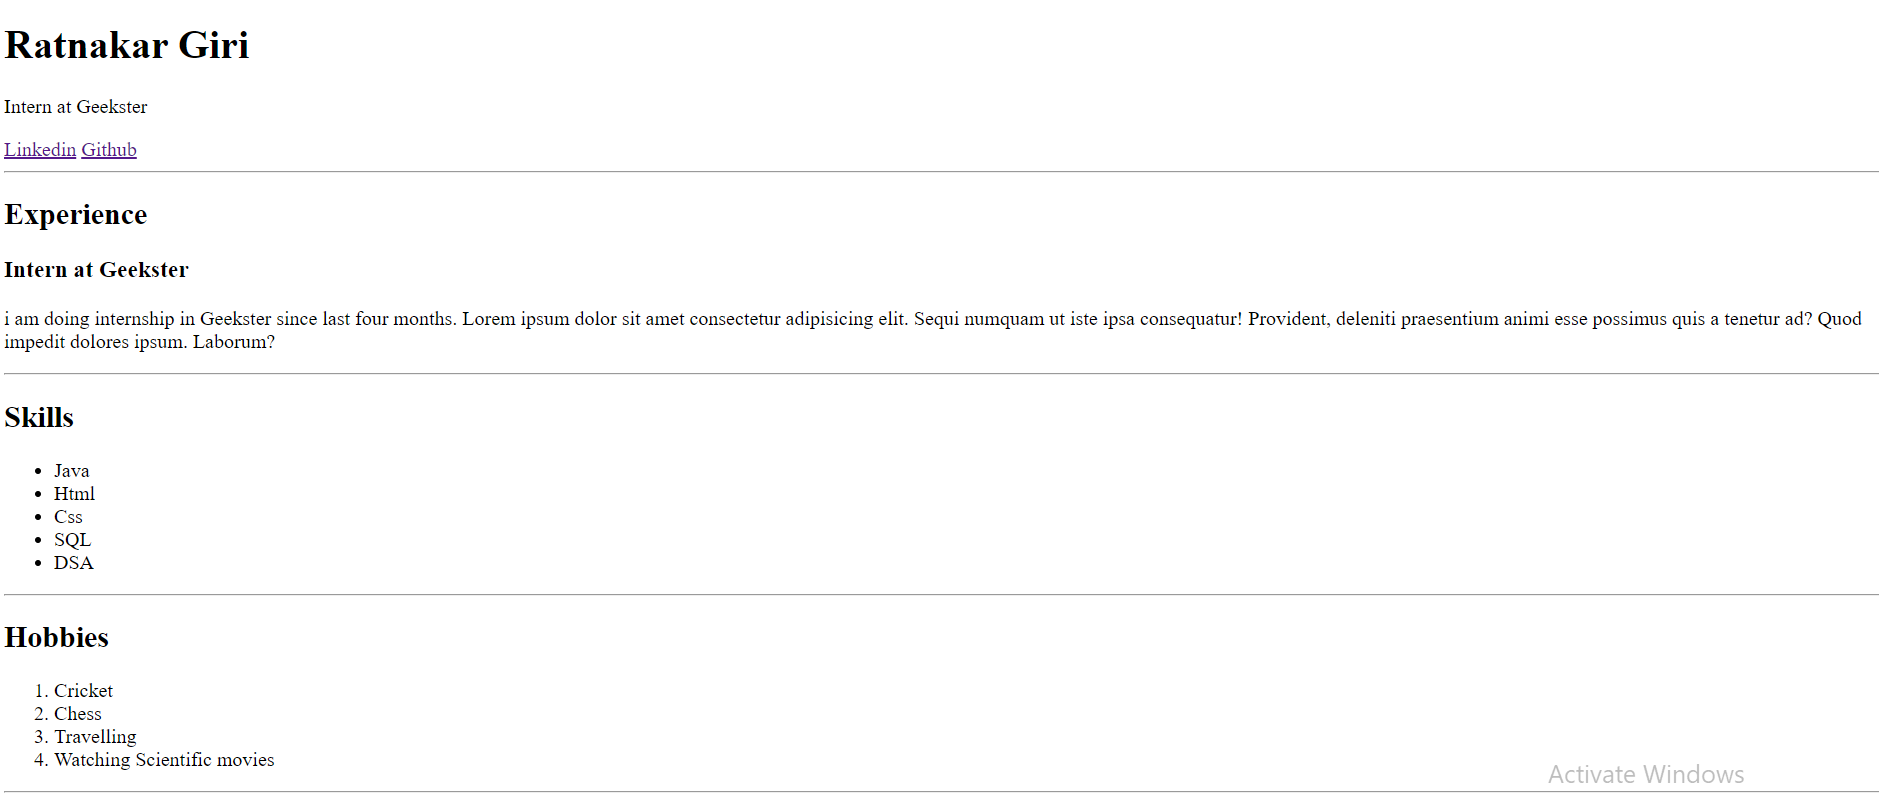 Ratnakar Giri
Intern at Geekster
Linkedin Github
Experience
Intern at Geekster
i am doing internship in Geekster since last four months. Lorem ipsum dolor sit amet consectetur adipisicing elit. Sequi numquam ut iste ipsa consequatur! Provident, deleniti praesentium animi esse possimus quis a tenetur ad? Quod
impedit dolores ipsum. Laborum?
Skills
• Java
• Html
• Css
• SQL
• DSA
Hobbies
1. Cricket
2. Chess
3. Travelling
4. Watching Scientific movies
Activate Windows